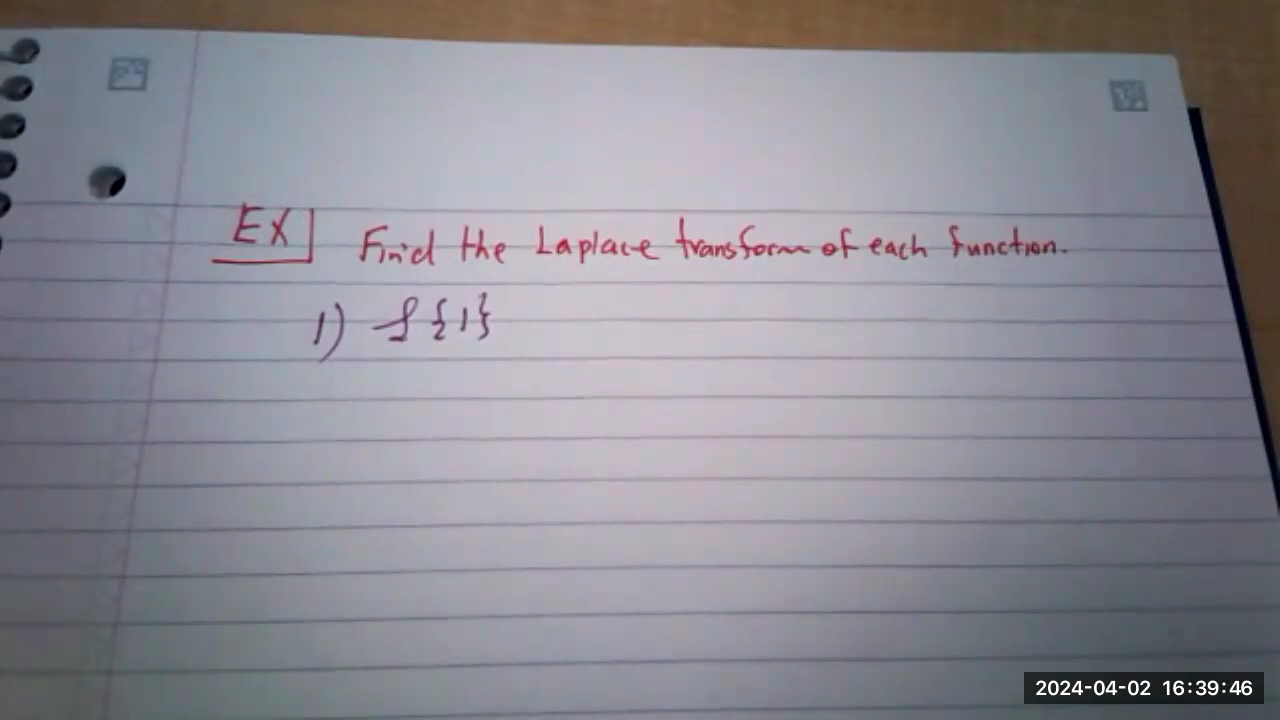 EX Find the Laplace transform of each function.
1) ℒ{1}
2024-04-02 16:39:46